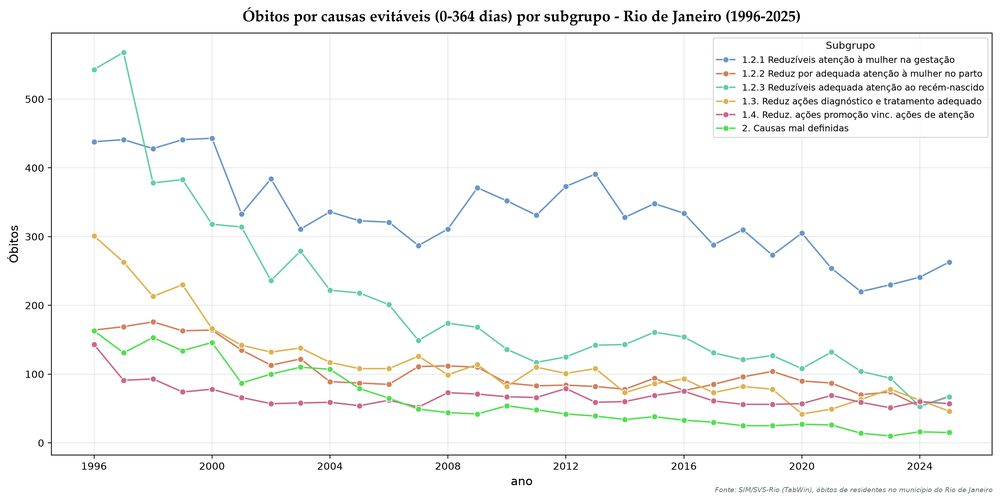 Óbitos por causas evitáveis (0-364 dias) por subgrupo - Rio de Janeiro (1996-2025)
Subgrupo
1.2.1 Reduzíveis atenção à mulher na gestação
1.2.2 Reduz por adequada atenção à mulher no parto
1.2.3 Reduzíveis adequada atenção ao recém-nascido
1.3. Reduz ações diagnóstico e tratamento adequado
1.4. Reduz. ações promoção vinc. ações de atenção
2. Causas mal definidas
Óbitos
500
400
300
200
100
0
1996
2000
2004
2008
2012
2016
2020
2024
ano
Fonte: SIM/SVS-Rio (TabWin), óbitos de residentes no município do Rio de Janeiro